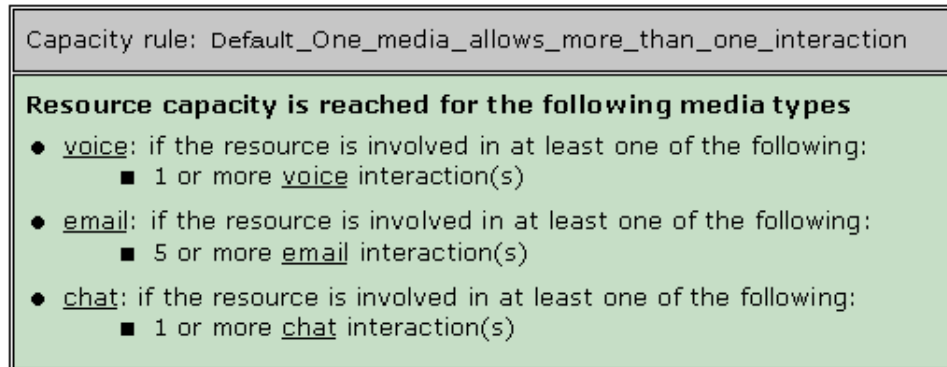 Capacity rule: Default_One_media_allows_more_than_one_interaction
Resource capacity is reached for the following media types
● voice: if the resource is involved in at least one of the following:
■ 1 or more voice interaction(s)
● email: if the resource is involved in at least one of the following:
■ 5 or more email interaction(s)
● chat: if the resource is involved in at least one of the following:
■ 1 or more chat interaction(s)